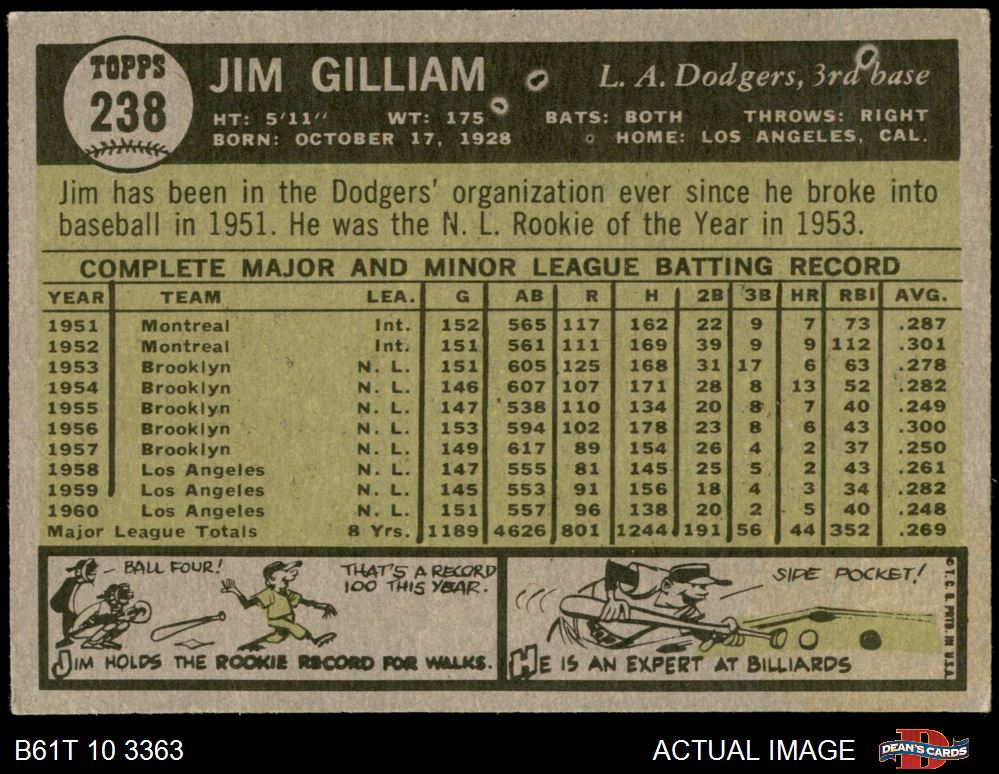 TOPPS
238
JIM GILLIAM
L. A. Dodgers, 3rd base
HT: 5'11" WT: 175 BATS: BOTH THROWS: RIGHT
BORN: OCTOBER 17, 1928 HOME: LOS ANGELES, CAL.
Jim has been in the Dodgers' organization ever since he broke into
baseball in 1951. He was the N. L. Rookie of the Year in 1953.
COMPLETE MAJOR AND MINOR LEAGUE BATTING RECORD
YEAR TEAM LEA. G AB R H 2B 3B HR RBI AVG.
1951 Montreal Int. 152 565 117 162 22 9 7 73 .287
1952 Montreal Int. 151 561 111 169 39 9 9 112 .301
1953 Brooklyn N. L. 151 605 125 168 31 17 6 63 .278
1954 Brooklyn N. L. 146 607 107 171 28 8 13 52 .282
1955 Brooklyn N. L. 147 538 110 134 20 8 7 40 .249
1956 Brooklyn N. L. 153 594 102 178 23 8 6 43 .300
1957 Brooklyn N. L. 149 617 89 154 26 4 2 37 .250
1958 Los Angeles N. L. 147 555 81 145 25 5 2 43 .261
1959 Los Angeles N. L. 145 553 91 156 18 4 3 34 .282
1960 Los Angeles N. L. 151 557 96 138 20 2 5 40 .248
Major League Totals 8 Yrs. 1189 4626 801 1244 191 56 44 352 .269
BALL FOUR!
THAT'S A RECORD
100 THIS YEAR.
JIM HOLDS THE ROOKIE RECORD FOR WALKS.
SIDE POCKET!
HE IS AN EXPERT AT BILLIARDS
© T. C. G. PRTD. IN U.S.A.
B61T 10 3363
ACTUAL IMAGE
DEAN'S CARDS